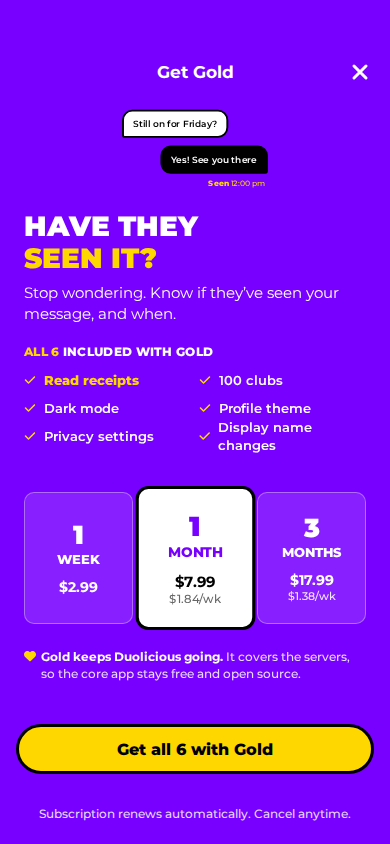 Get Gold
Still on for Friday?
Yes! See you there
Seen 12:00 pm
HAVE THEY
SEEN IT?
Stop wondering. Know if they’ve seen your
message, and when.
ALL 6 INCLUDED WITH GOLD
Read receipts
100 clubs
Dark mode
Profile theme
Privacy settings
Display name
changes
1
WEEK
$2.99
1
MONTH
$7.99
$1.84/wk
3
MONTHS
$17.99
$1.38/wk
Gold keeps Duolicious going. It covers the servers,
so the core app stays free and open source.
Get all 6 with Gold
Subscription renews automatically. Cancel anytime.